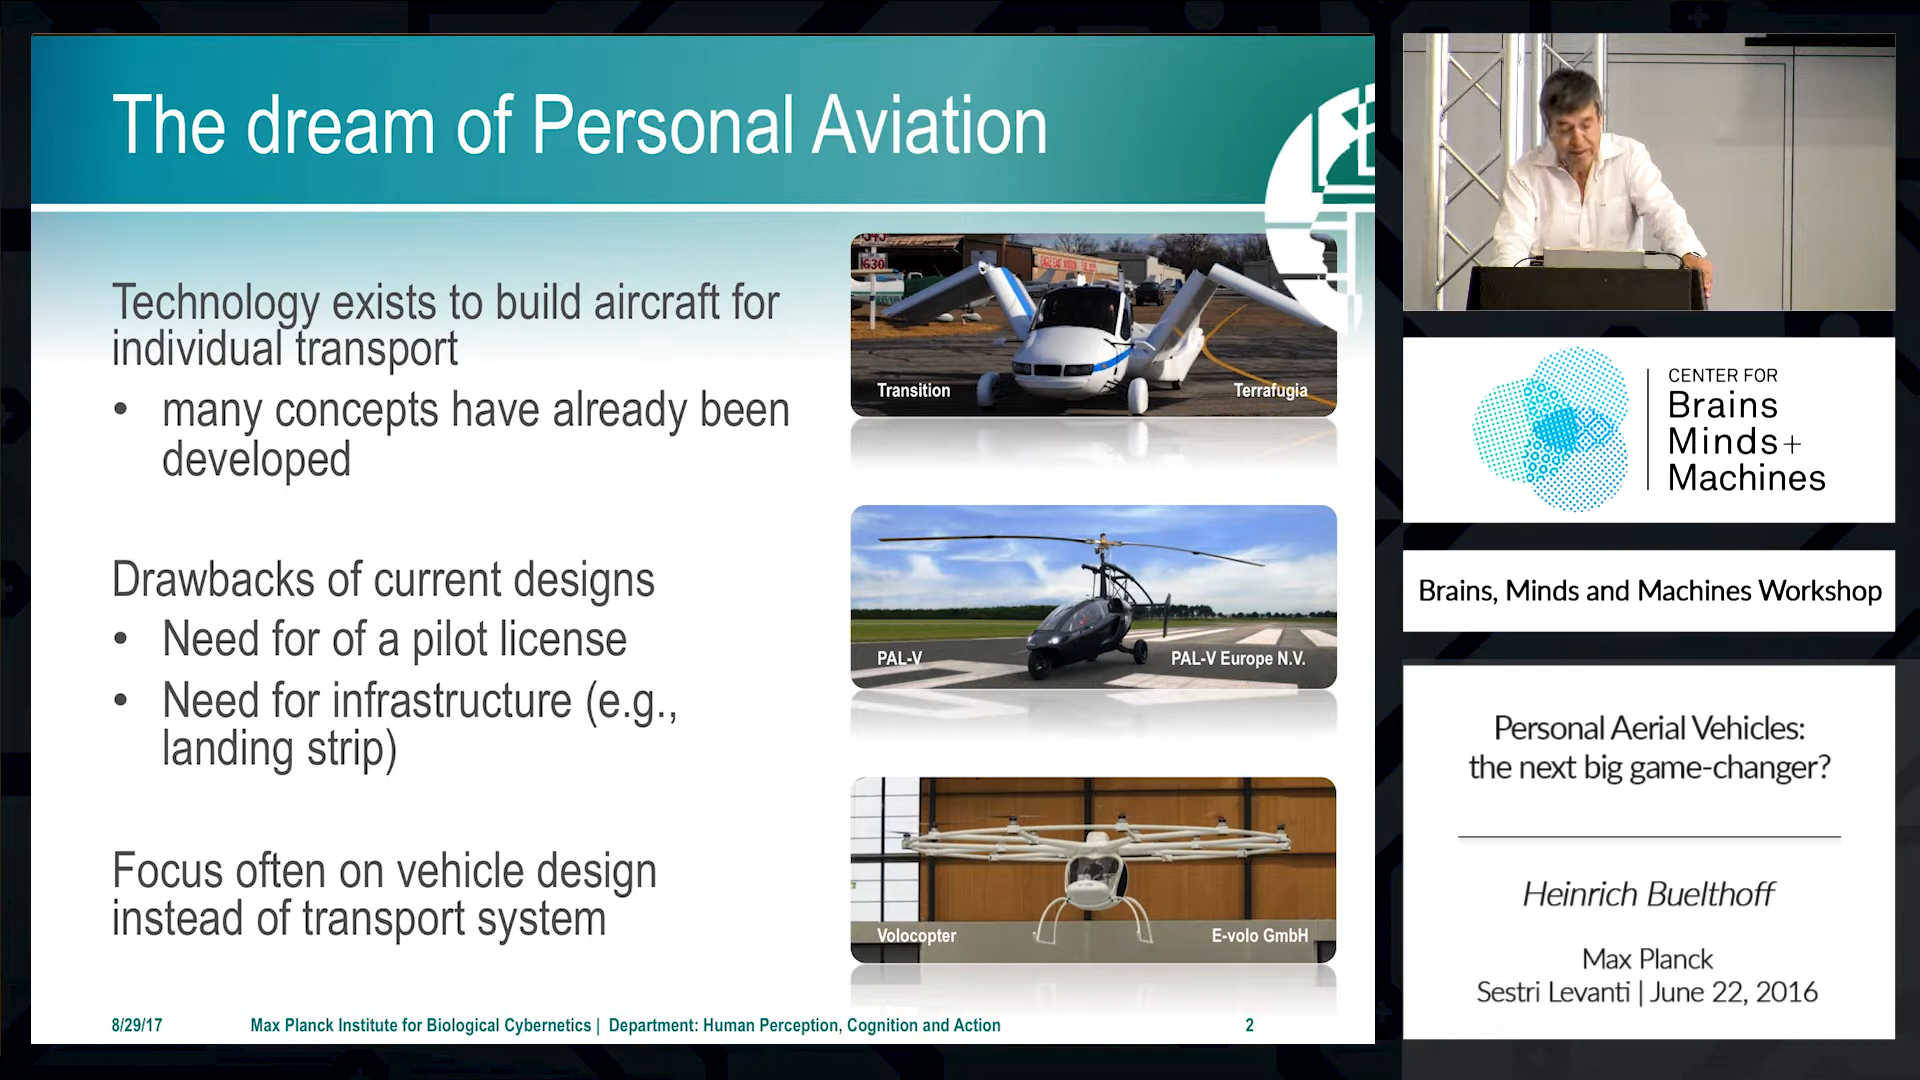 The dream of Personal Aviation
Technology exists to build aircraft for
individual transport
• many concepts have already been
developed
Drawbacks of current designs
• Need for of a pilot license
• Need for infrastructure (e.g.,
landing strip)
Focus often on vehicle design
instead of transport system
630
Transition
Terrafugia
PAL-V
PAL-V Europe N.V.
Volocopter
E-volo GmbH
8/29/17
Max Planck Institute for Biological Cybernetics | Department: Human Perception, Cognition and Action
2
CENTER FOR
Brains
Minds+
Machines
Brains, Minds and Machines Workshop
Personal Aerial Vehicles:
the next big game-changer?
Heinrich Buelthoff
Max Planck
Sestri Levanti | June 22, 2016